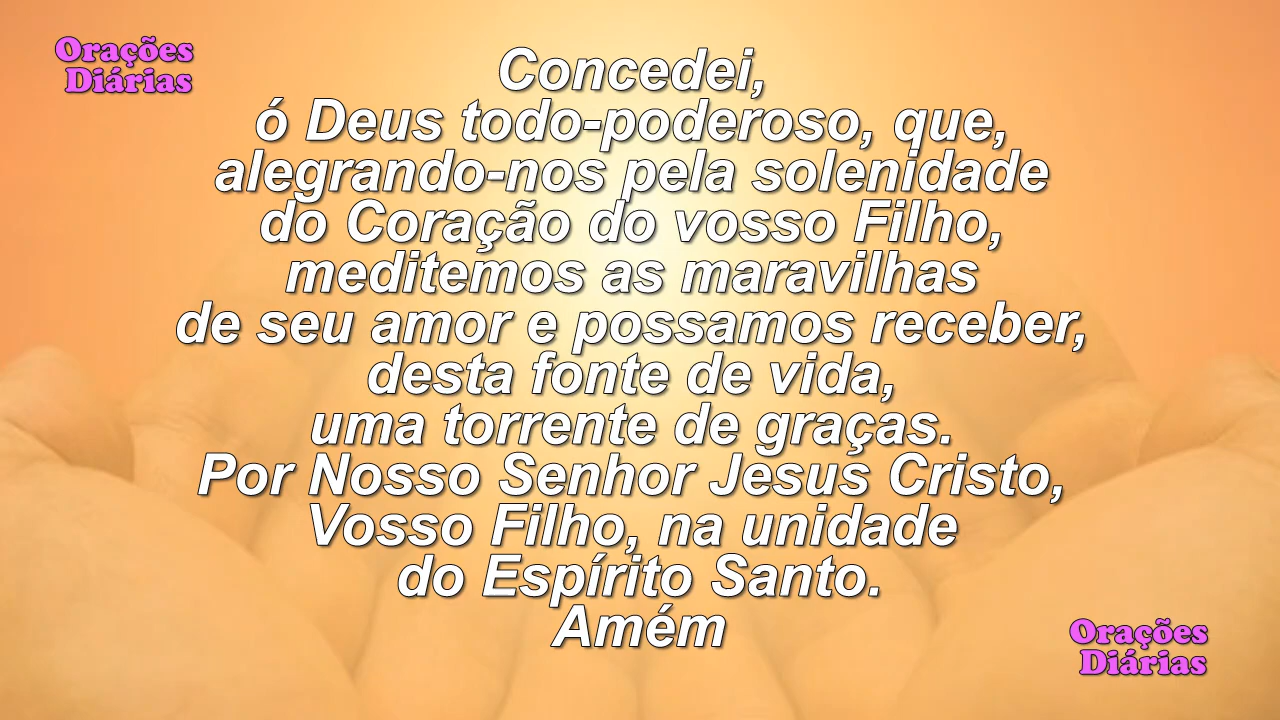 Orações
Diárias
Concedei,
ó Deus todo-poderoso, que,
alegrando-nos pela solenidade
do Coração do vosso Filho,
meditemos as maravilhas
de seu amor e possamos receber,
desta fonte de vida,
uma torrente de graças.
Por Nosso Senhor Jesus Cristo,
Vosso Filho, na unidade
do Espírito Santo.
Amém
Orações
Diárias